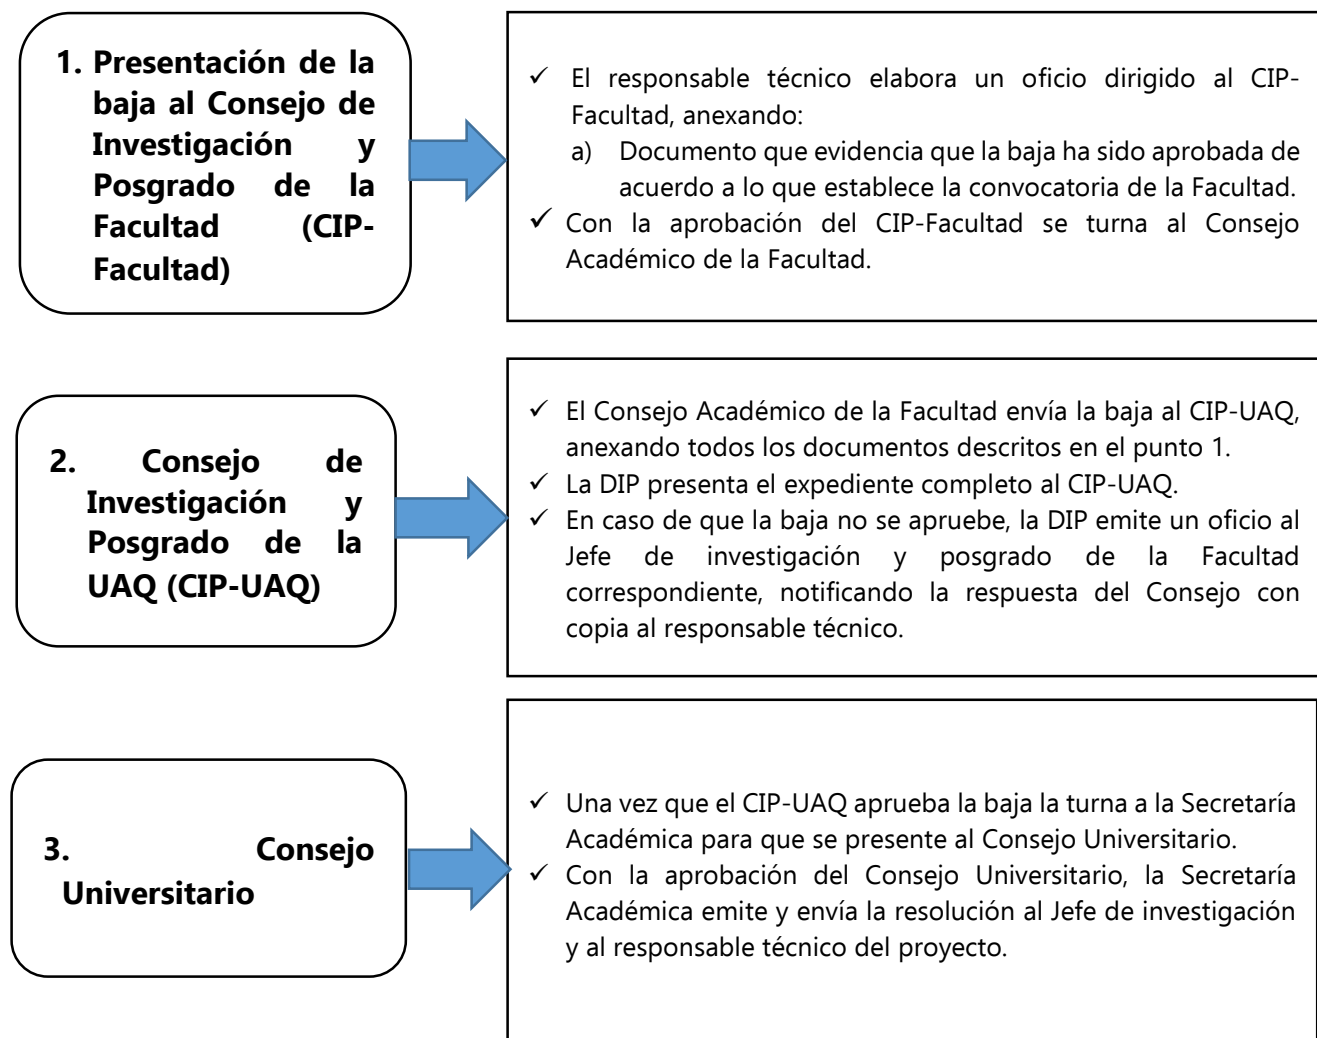 1. Presentación de la
baja al Consejo de
Investigación y
Posgrado de la
Facultad (CIP-
Facultad)
✓ El responsable técnico elabora un oficio dirigido al CIP-
Facultad, anexando:
a) Documento que evidencia que la baja ha sido aprobada de
acuerdo a lo que establece la convocatoria de la Facultad.
✓ Con la aprobación del CIP-Facultad se turna al Consejo
Académico de la Facultad.
2. Consejo de
Investigación y
Posgrado de la
UAQ (CIP-UAQ)
✓ El Consejo Académico de la Facultad envía la baja al CIP-UAQ,
anexando todos los documentos descritos en el punto 1.
✓ La DIP presenta el expediente completo al CIP-UAQ.
✓ En caso de que la baja no se apruebe, la DIP emite un oficio al
Jefe de investigación y posgrado de la Facultad
correspondiente, notificando la respuesta del Consejo con
copia al responsable técnico.
3. Consejo
Universitario
✓ Una vez que el CIP-UAQ aprueba la baja la turna a la Secretaría
Académica para que se presente al Consejo Universitario.
✓ Con la aprobación del Consejo Universitario, la Secretaría
Académica emite y envía la resolución al Jefe de investigación
y al responsable técnico del proyecto.